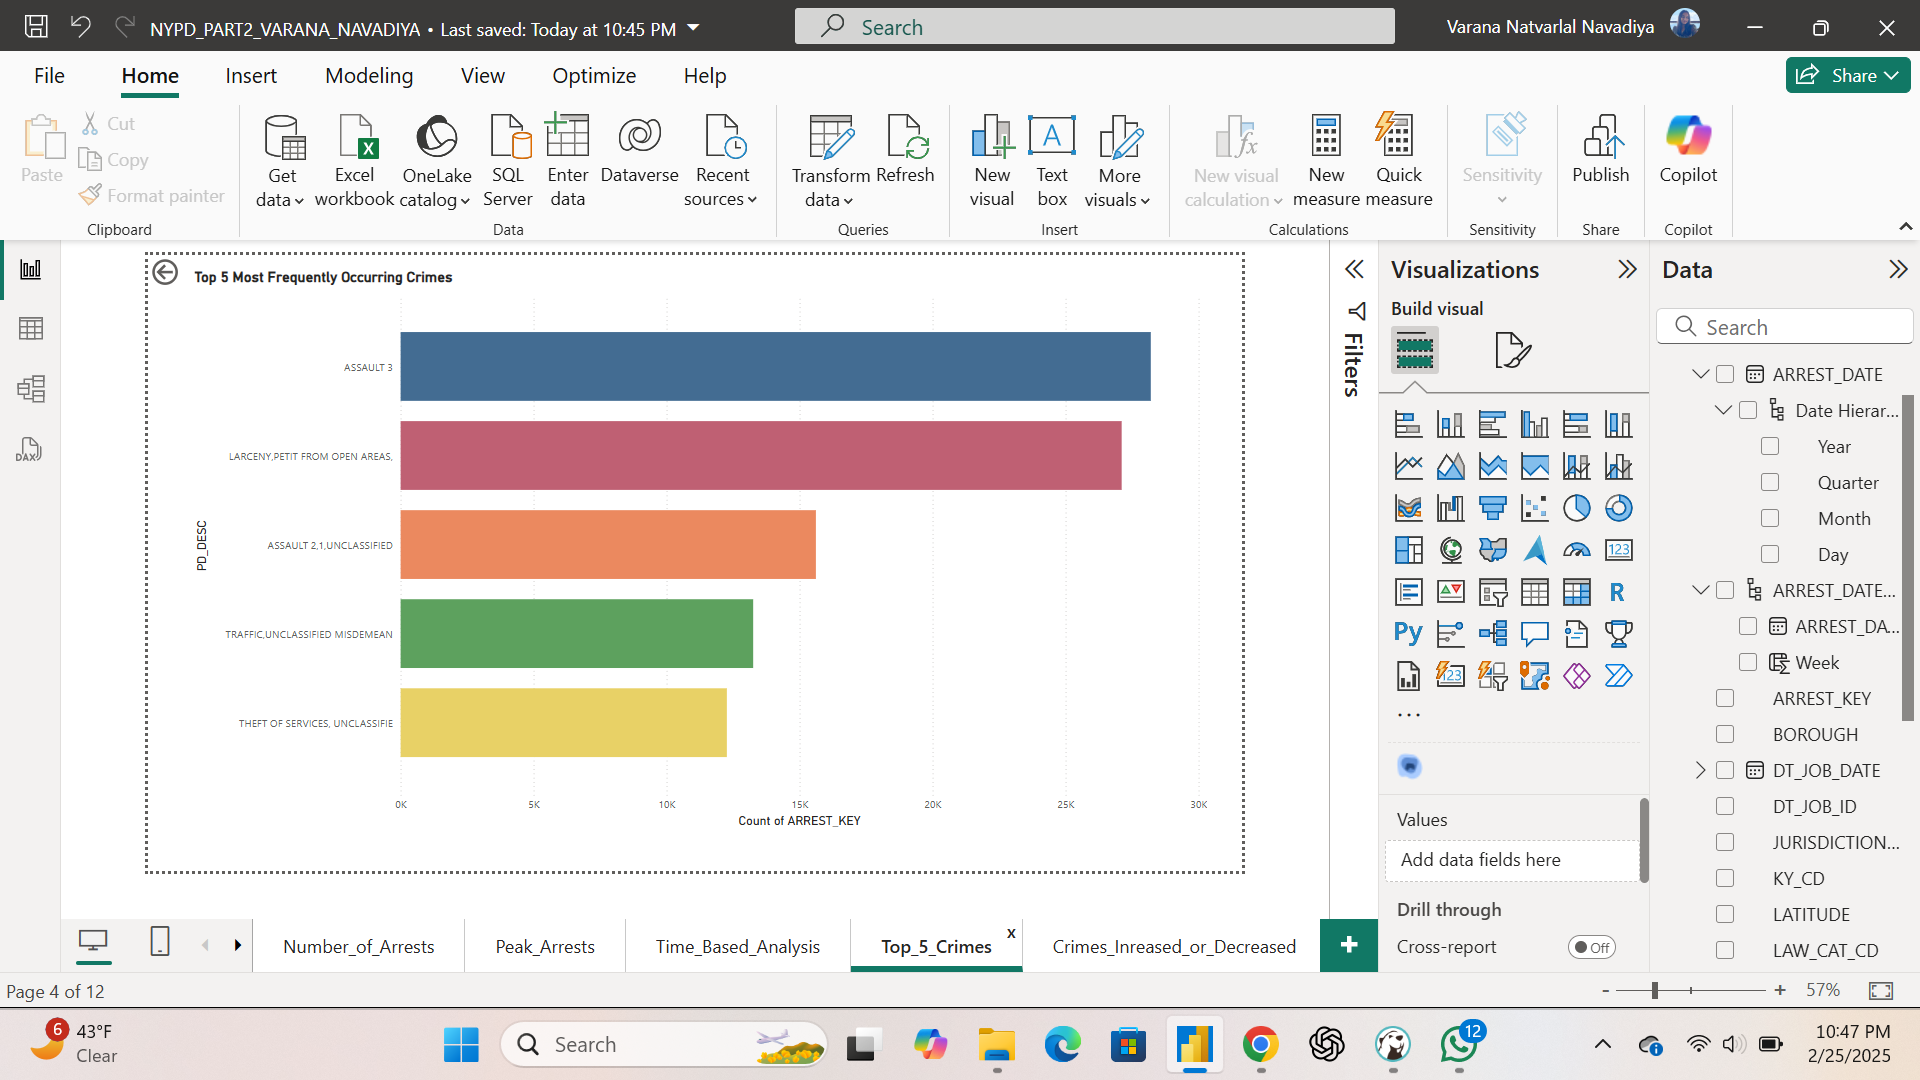 NYPD_PART2_VARANA_NAVADIYA • Last saved: Today at 10:45 PM
Search
Varana Natvarlal Navadiya
File
Home
Insert
Modeling
View
Optimize
Help
Share
Paste
Cut
Copy
Format painter
Clipboard
Get data
Excel workbook
OneLake catalog
SQL Server
Enter data
Dataverse
Recent sources
Data
Transform data
Refresh
Queries
New visual
Text box
More visuals
Insert
New visual calculation
New measure
Quick measure
Calculations
Sensitivity
Sensitivity
Publish
Share
Copilot
Copilot
Top 5 Most Frequently Occurring Crimes
PD_DESC
ASSAULT 3
LARCENY,PETIT FROM OPEN AREAS,
ASSAULT 2,1,UNCLASSIFIED
TRAFFIC,UNCLASSIFIED MISDEMEAN
THEFT OF SERVICES, UNCLASSIFIE
0K 5K 10K 15K 20K 25K 30K
Count of ARREST_KEY
Filters
Visualizations
Build visual
123
R
Py
123
...
Values
Add data fields here
Drill through
Cross-report
Off
Data
Search
ARREST_DATE
Date Hierar...
Year
Quarter
Month
Day
ARREST_DATE...
ARREST_DA...
Week
ARREST_KEY
BOROUGH
DT_JOB_DATE
DT_JOB_ID
JURISDICTION...
KY_CD
LATITUDE
LAW_CAT_CD
DAX
Number_of_Arrests
Peak_Arrests
Time_Based_Analysis
Top_5_Crimes
x
Crimes_Inreased_or_Decreased
+
Page 4 of 12
- + 57%
6
43°F
Clear
Search
12
10:47 PM
2/25/2025